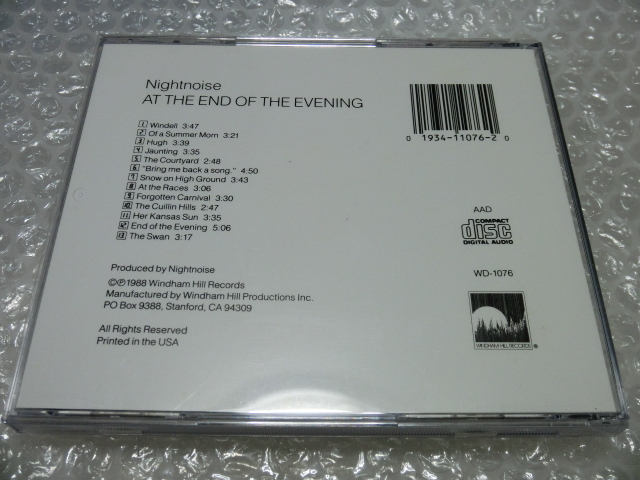 Nightnoise
AT THE END OF THE EVENING
1 Windell 3:47
2 Of a Summer Morn 3:21
3 Hugh 3:39
4 Jaunting 3:35
5 The Courtyard 2:48
6 "Bring me back a song." 4:50
7 Snow on High Ground 3:43
8 At the Races 3:06
9 Forgotten Carnival 3:30
10 The Cuillin Hills 2:47
11 Her Kansas Sun 3:35
12 End of the Evening 5:06
13 The Swan 3:17
Produced by Nightnoise
©℗1988 Windham Hill Records
Manufactured by Windham Hill Productions Inc.
PO Box 9388, Stanford, CA 94309
All Rights Reserved
Printed in the USA
0 1934-11076-2 0
AAD
COMPACT
disc
DIGITAL AUDIO
WD-1076
WINDHAM HILL RECORDS ®